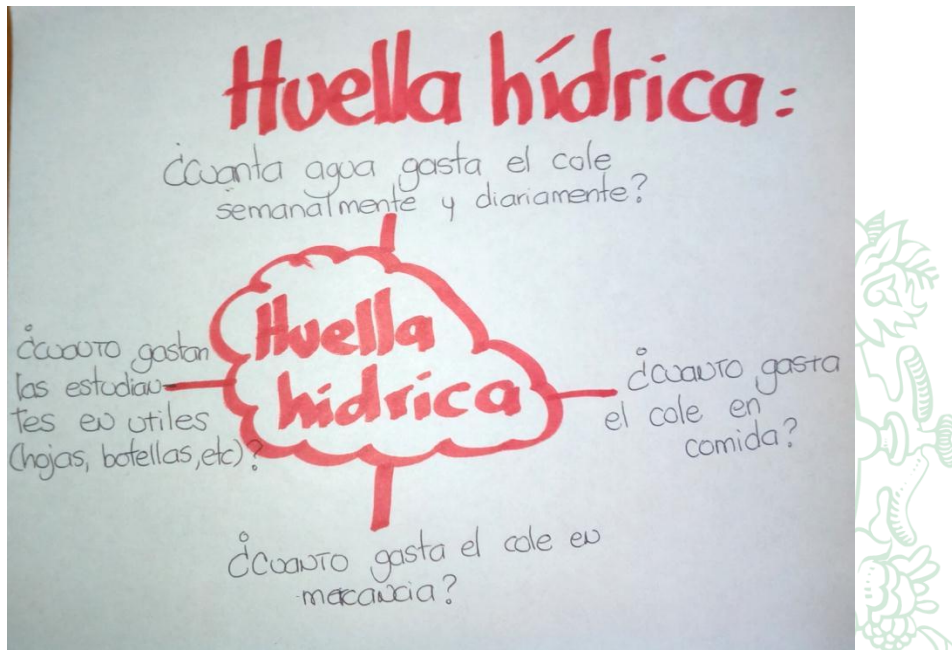 Huella hídrica:
¿Cuanta agua gasta el cole
semanalmente y diariamente?
Huella
hídrica
¿cuanto gastan
las estudian
tes en utiles
(hojas, botellas, etc)?
¿cuanto gasta
el cole en
comida?
¿cuanto gasta el cole en
mecancia?